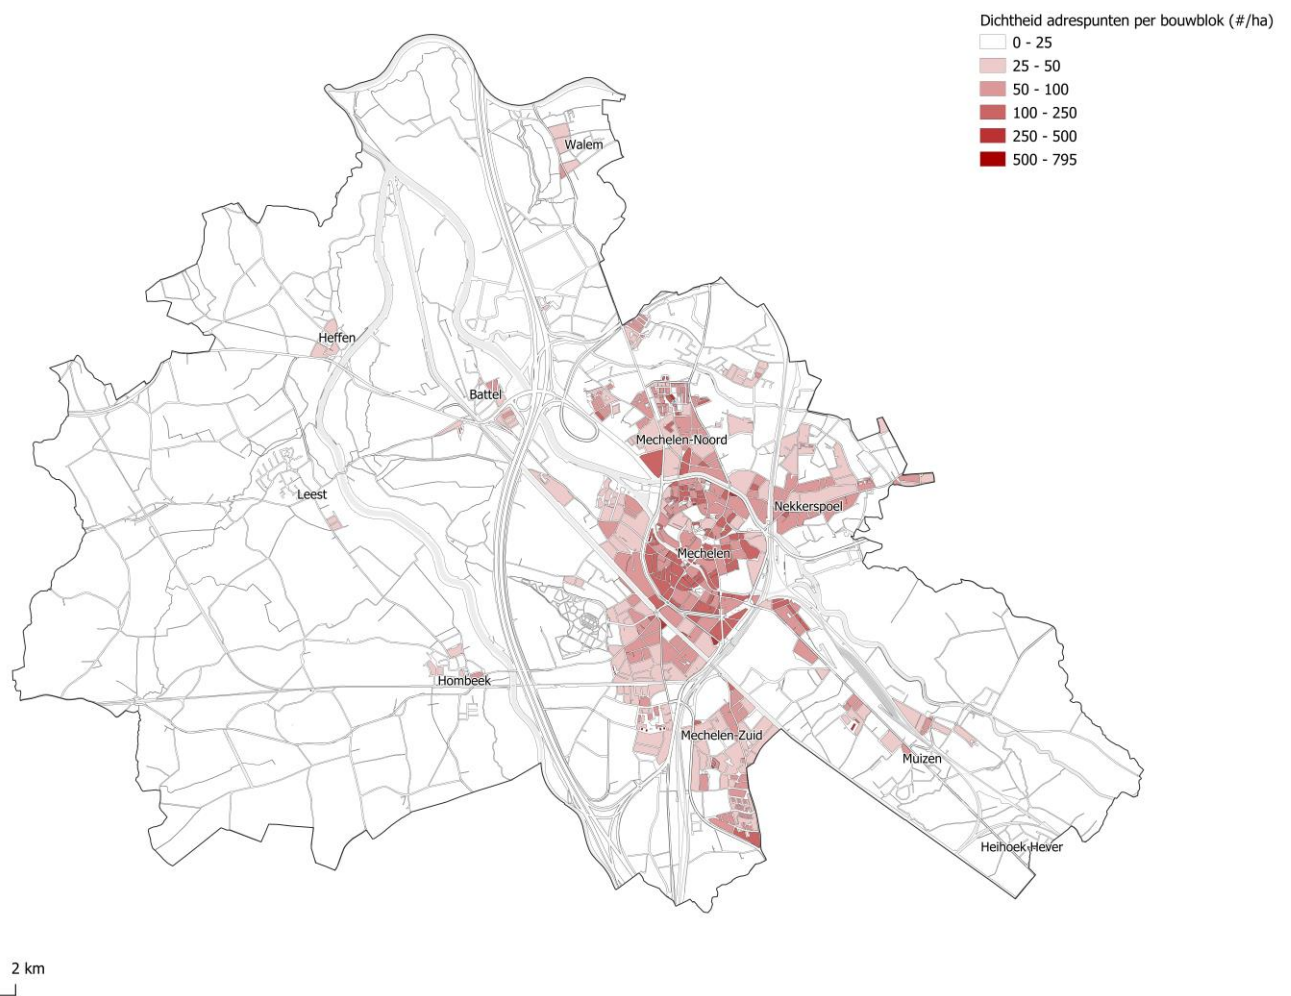 Dichtheid adrespunten per bouwblok (#/ha)
0 - 25
25 - 50
50 - 100
100 - 250
250 - 500
500 - 795
Walem
Heffen
Battel
Mechelen-Noord
Leest
Nekkerspoel
Mechelen
Hombeek
Mechelen-Zuid
Muizen
Heihoek-Hever
2 km